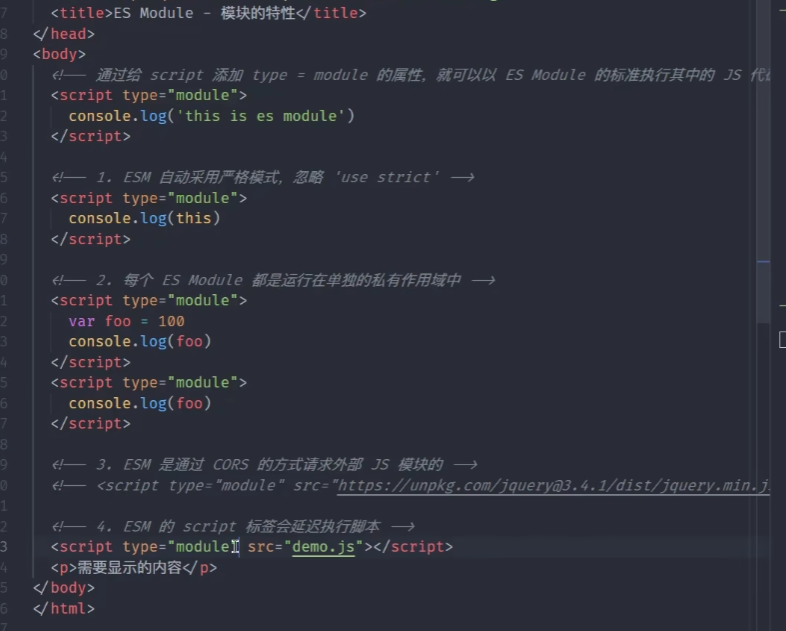 7 <title>ES Module - 模块的特性</title>
8 </head>
9 <body>
0 <!-- 通过给 script 添加 type = module 的属性，就可以以 ES Module 的标准执行其中的 JS 代
1 <script type="module">
2 console.log('this is es module')
3 </script>
4
5 <!-- 1. ESM 自动采用严格模式，忽略 'use strict' -->
6 <script type="module">
7 console.log(this)
8 </script>
9
0 <!-- 2. 每个 ES Module 都是运行在单独的私有作用域中 -->
1 <script type="module">
2 var foo = 100
3 console.log(foo)
4 </script>
5 <script type="module">
6 console.log(foo)
7 </script>
8
9 <!-- 3. ESM 是通过 CORS 的方式请求外部 JS 模块的 -->
0 <!-- <script type="module" src="https://unpkg.com/jquery@3.4.1/dist/jquery.min.j
1
2 <!-- 4. ESM 的 script 标签会延迟执行脚本 -->
3 <script type="module" src="demo.js"></script>
4 <p>需要显示的内容</p>
5 </body>
6 </html>
7